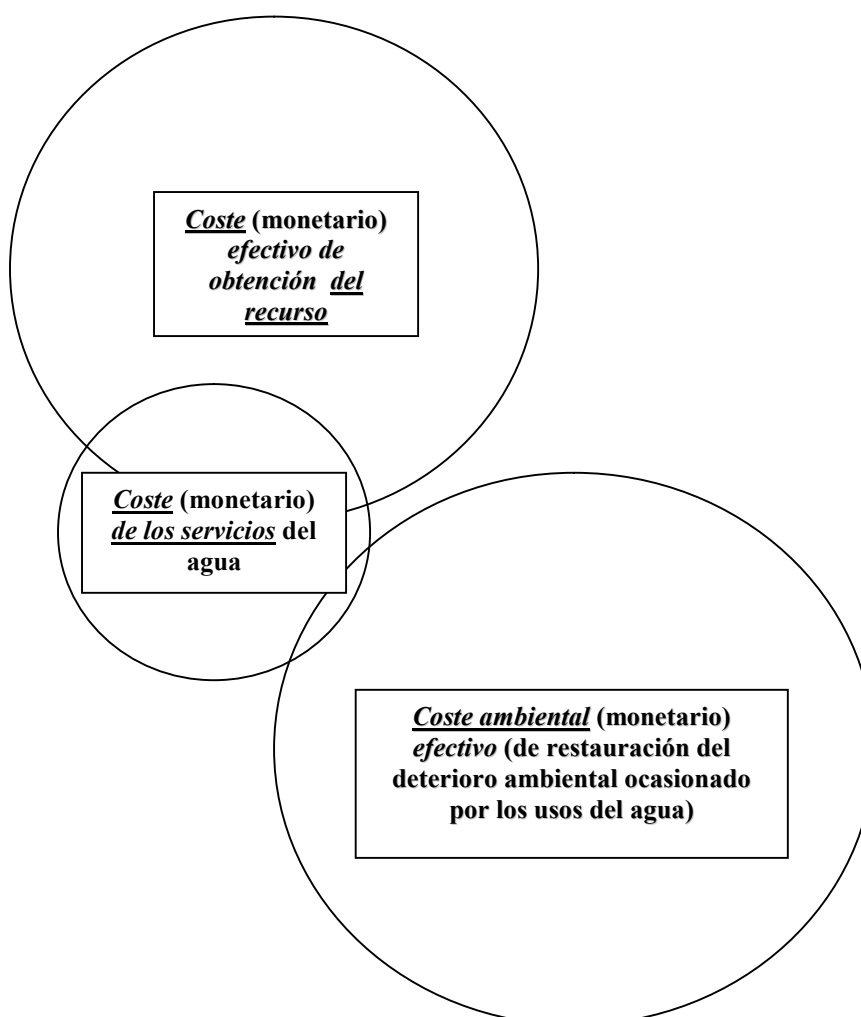 Coste (monetario)
efectivo de
obtención del
recurso
Coste (monetario)
de los servicios del
agua
Coste ambiental (monetario)
efectivo (de restauración del
deterioro ambiental ocasionado
por los usos del agua)